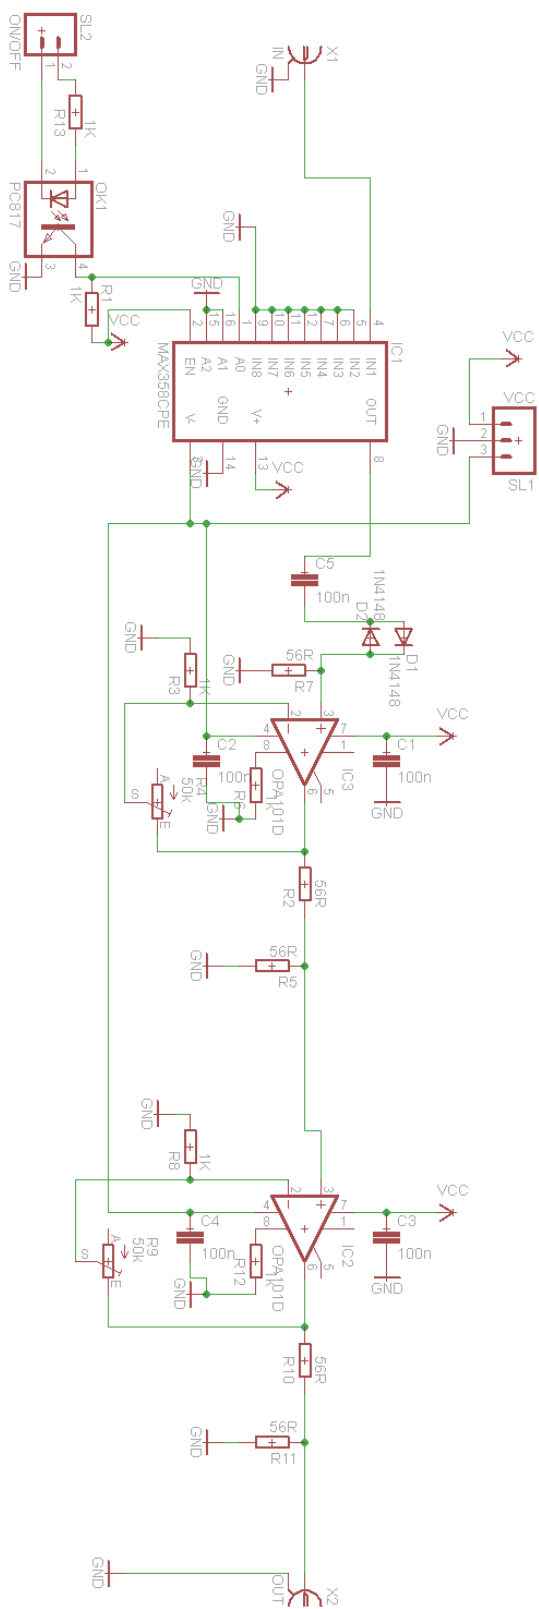 SL2
ON/OFF
+
1
2
R13
1K
X1
IN
GND
2
1
OK1
PC817
3
4
GND
GND
R1
1K
VCC
GND
2
15
16
1
9
10
11
12
7
6
5
4
IC1
EN
A2
A1
A0
IN8
IN7
IN6
IN5
IN4
IN3
IN2
IN1
MAX358CPE
V-
GND
V+
OUT
3
GND
14
13
VCC
8
VCC
VCC
1
2
3
GND
SL1
C5
100n
1N4148
D2
D1
1N4148
GND
R3
1K
GND
56R
R7
2
3
4
8
7
1
6
5
IC3
OPA101D
C2
100n
R4
50k
A
S
E
R6
1k
GND
VCC
C1
100n
GND
R2
56R
56R
R5
GND
GND
R8
1K
2
3
4
8
7
1
6
5
IC2
OPA101D
C4
100n
R9
50k
A
S
E
R12
1k
GND
VCC
C3
100n
GND
R10
56R
56R
R11
GND
GND
OUT
X2